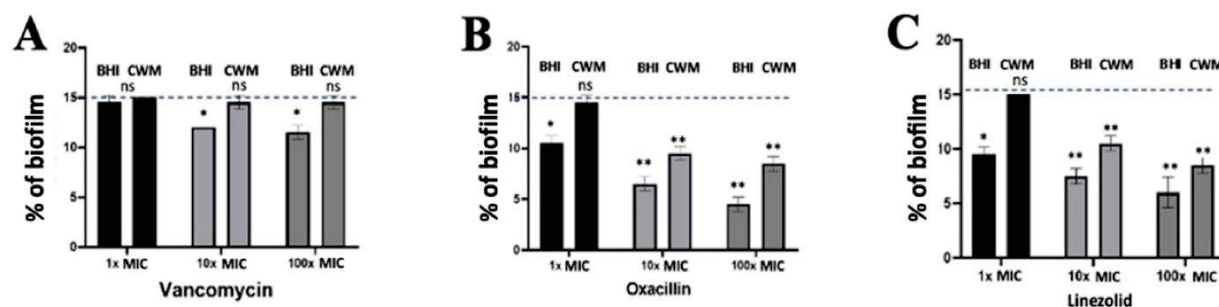 A
% of biofilm
20
15
10
5
0
BHI CWM
BHI CWM
BHI CWM
ns
*
ns
*
ns
1x MIC
10x MIC
100x MIC
Vancomycin
B
% of biofilm
20
15
10
5
0
BHI CWM
BHI CWM
BHI CWM
*
ns
**
**
**
**
1x MIC
10x MIC
100x MIC
Oxacillin
C
% of biofilm
20
15
10
5
0
BHI CWM
BHI CWM
BHI CWM
*
ns
**
**
**
**
1x MIC
10x MIC
100x MIC
Linezolid